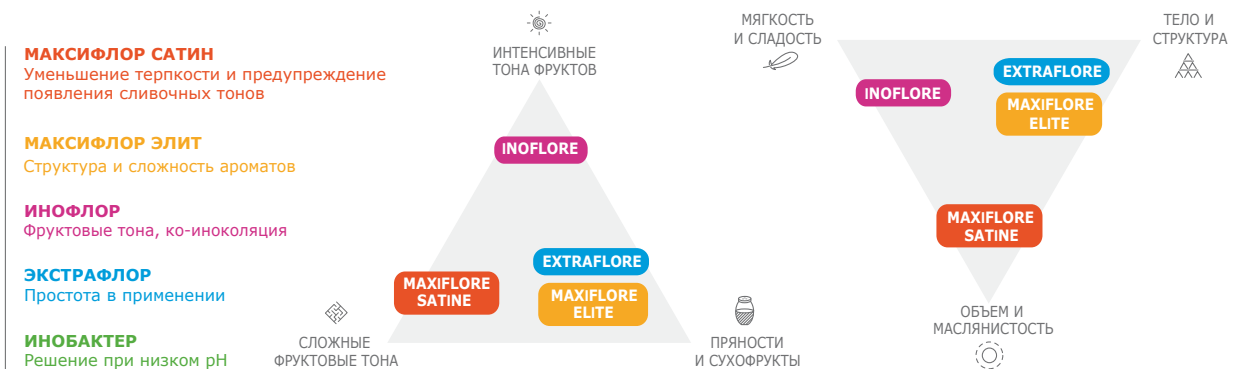 МАКСИФЛОР САТИН
Уменьшение терпкости и предупреждение
появления сливочных тонов
МАКСИФЛОР ЭЛИТ
Структура и сложность ароматов
ИНОФЛОР
Фруктовые тона, ко-иноколяция
ЭКСТРАФЛОР
Простота в применении
ИНОБАКТЕР
Решение при низком pH
ИНТЕНСИВНЫЕ
ТОНА ФРУКТОВ
INOFLORE
EXTRAFLORE
MAXIFLORE
SATINE
MAXIFLORE
ELITE
СЛОЖНЫЕ
ФРУКТОВЫЕ ТОНА
ПРЯНОСТИ
И СУХОФРУКТЫ
МЯГКОСТЬ
И СЛАДОСТЬ
ТЕЛО И
СТРУКТУРА
EXTRAFLORE
INOFLORE
MAXIFLORE
ELITE
MAXIFLORE
SATINE
ОБЪЕМ И
МАСЛЯНИСТОСТЬ